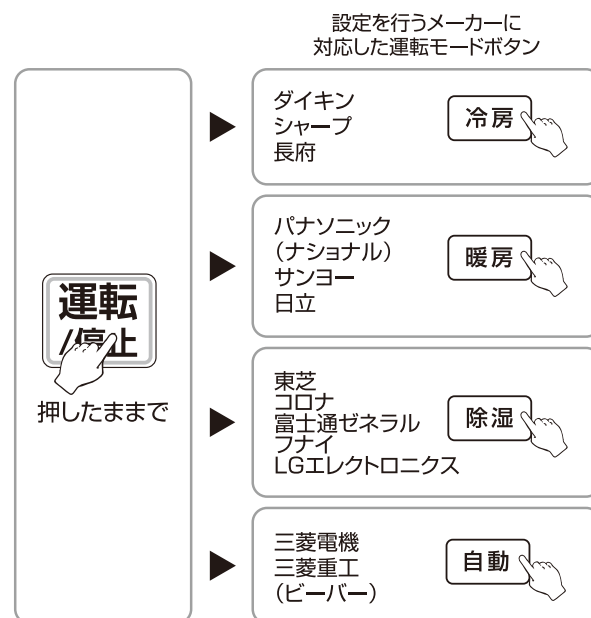 設定を行うメーカーに
対応した運転モードボタン
運転
/停止
押したままで
ダイキン
シャープ
長府
冷房
パナソニック
(ナショナル)
サンヨー
日立
暖房
東芝
コロナ
富士通ゼネラル
フナイ
LGエレクトロニクス
除湿
三菱電機
三菱重工
(ビーバー)
自動